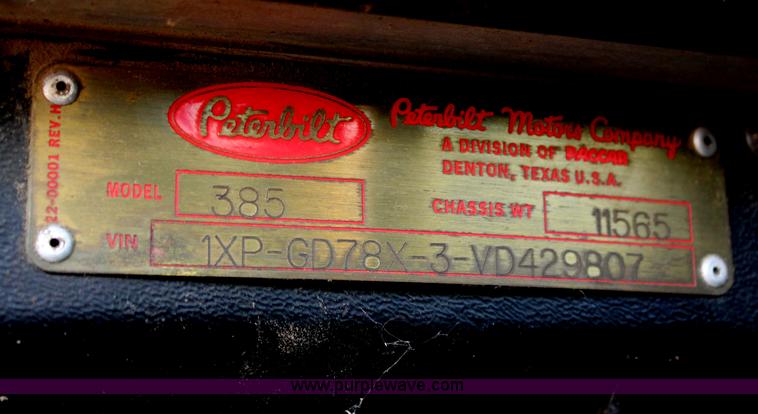 Peterbilt
Peterbilt Motors Company
A DIVISION OF PACCAR
DENTON, TEXAS U.S.A.
22-00001 REV.H
MODEL 385
CHASSIS WT 11565
VIN 1XP-GD78X-3-VD429807
www.purplewave.com